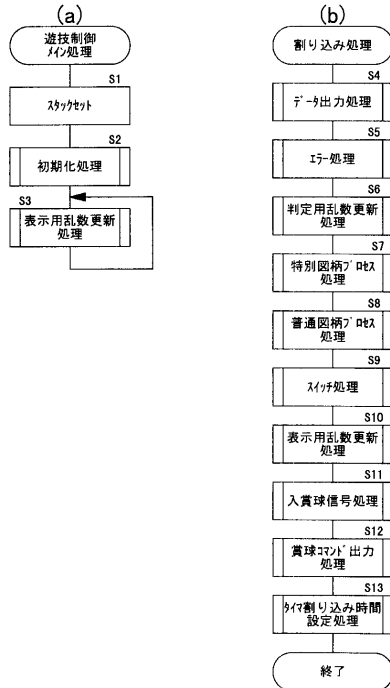 (a)
遊技制御
メイン処理
S1
スタックセット
S2
初期化処理
S3
表示用乱数更新
処理
(b)
割り込み処理
S4
データ出力処理
S5
エラー処理
S6
判定用乱数更新
処理
S7
特別図柄プロセス
処理
S8
普通図柄プロセス
処理
S9
スイッチ処理
S10
表示用乱数更新
処理
S11
入賞球信号処理
S12
賞球コマンド出力
処理
S13
タイマ割り込み時間
設定処理
終了